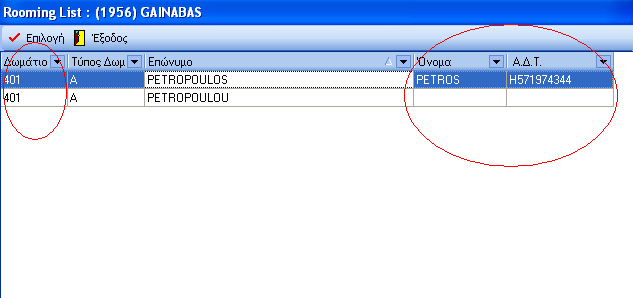 Rooming List : (1956) GAINABAS
Επιλογή Έξοδος
Δωμάτιο Τύπος Δωμ Επώνυμο Όνομα Α.Δ.Τ.
401 A PETROPOULOS PETROS H571974344
401 A PETROPOULOU